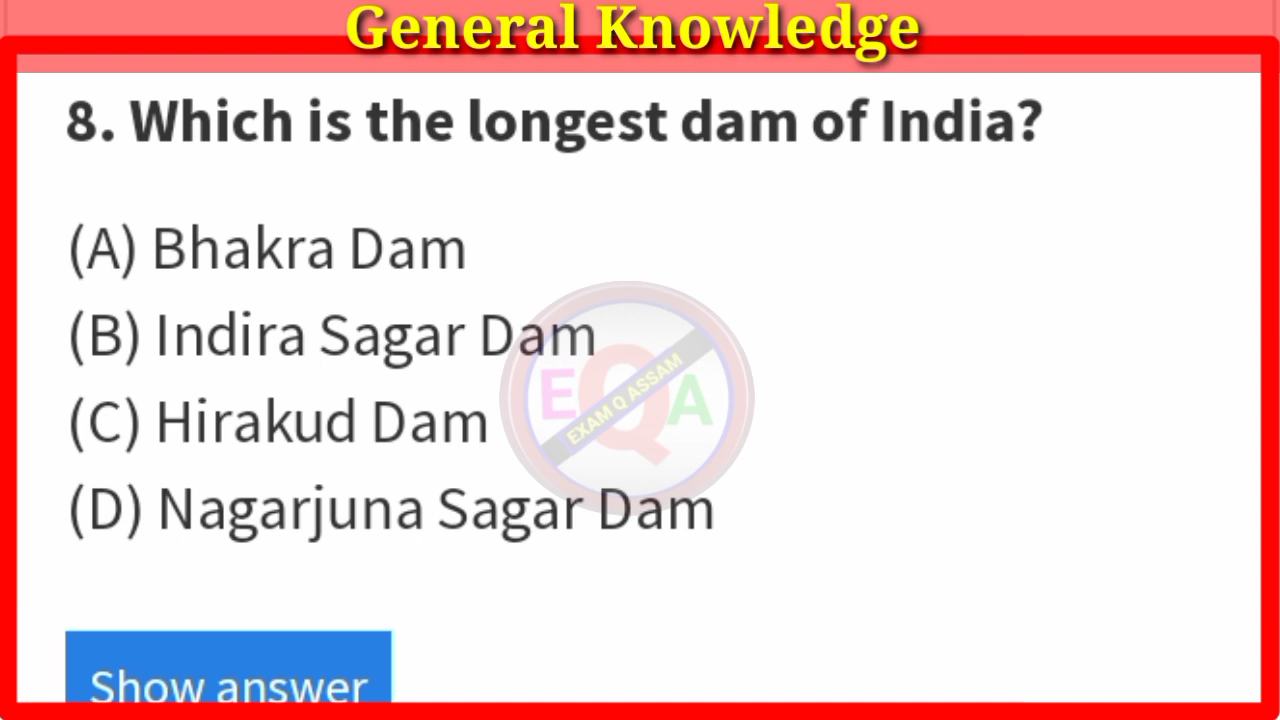 General Knowledge
8. Which is the longest dam of India?
(A) Bhakra Dam
(B) Indira Sagar Dam
(C) Hirakud Dam
(D) Nagarjuna Sagar Dam
EQA
EXAM Q ASSAM
Show answer